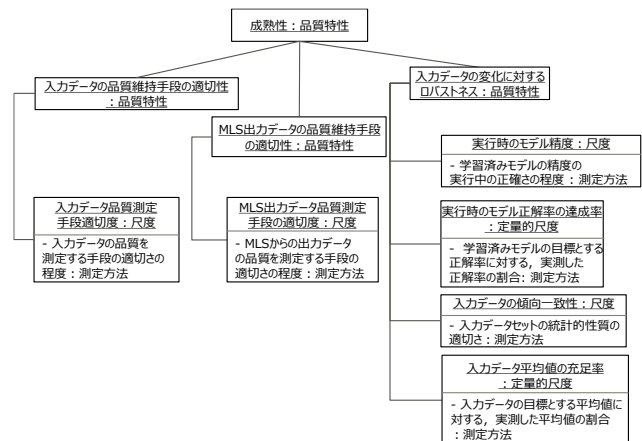 成熟性：品質特性
入力データの品質維持手段の適切性
：品質特性
MLS出力データの品質維持手段
の適切性：品質特性
入力データの変化に対する
ロバストネス：品質特性
入力データ品質測定
手段適切度：尺度
- 入力データの品質を
測定する手段の適切さの
程度：測定方法
MLS出力データ品質測定
手段の適切度：尺度
- MLSからの出力データ
の品質を測定する手段の
適切さの程度：測定方法
実行時のモデル精度：尺度
- 学習済みモデルの精度の
実行中の正確さの程度：測定方法
実行時のモデル正解率の達成率
：定量的尺度
- 学習済みモデルの目標とする
正解率に対する，実測した
正解率の割合：測定方法
入力データの傾向一致性：尺度
- 入力データセットの統計的性質の
適切さ：測定方法
入力データ平均値の充足率
：定量的尺度
- 入力データの目標とする平均値に
対する，実測した平均値の割合
：測定方法